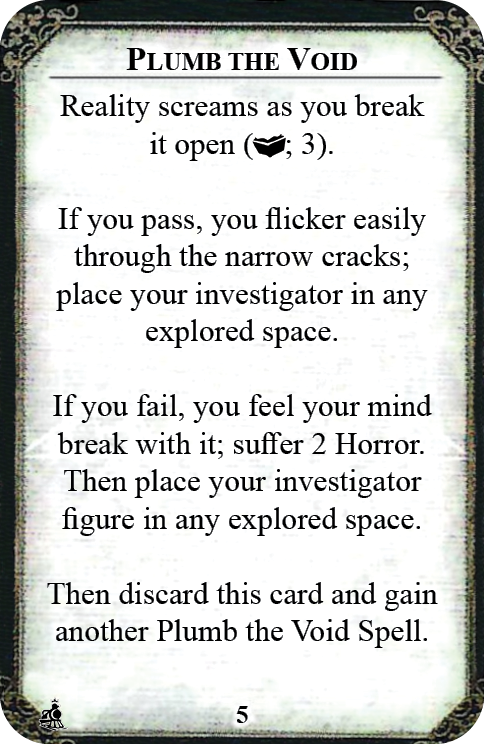 PLUMB THE VOID
Reality screams as you break
it open (; 3).
If you pass, you flicker easily
through the narrow cracks;
place your investigator in any
explored space.
If you fail, you feel your mind
break with it; suffer 2 Horror.
Then place your investigator
figure in any explored space.
Then discard this card and gain
another Plumb the Void Spell.
5